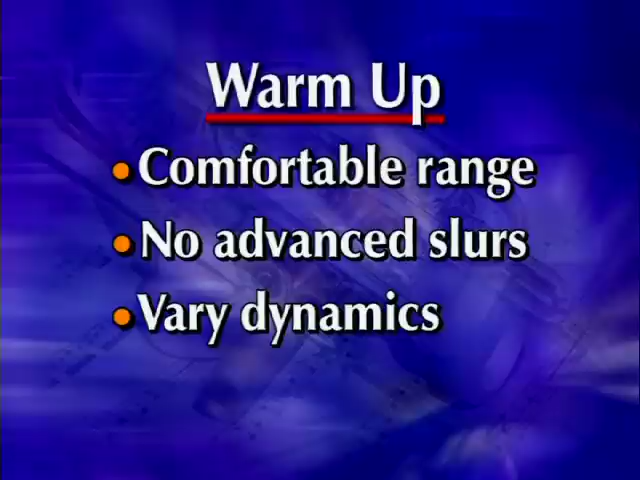 Warm Up
Comfortable range
No advanced slurs
Vary dynamics